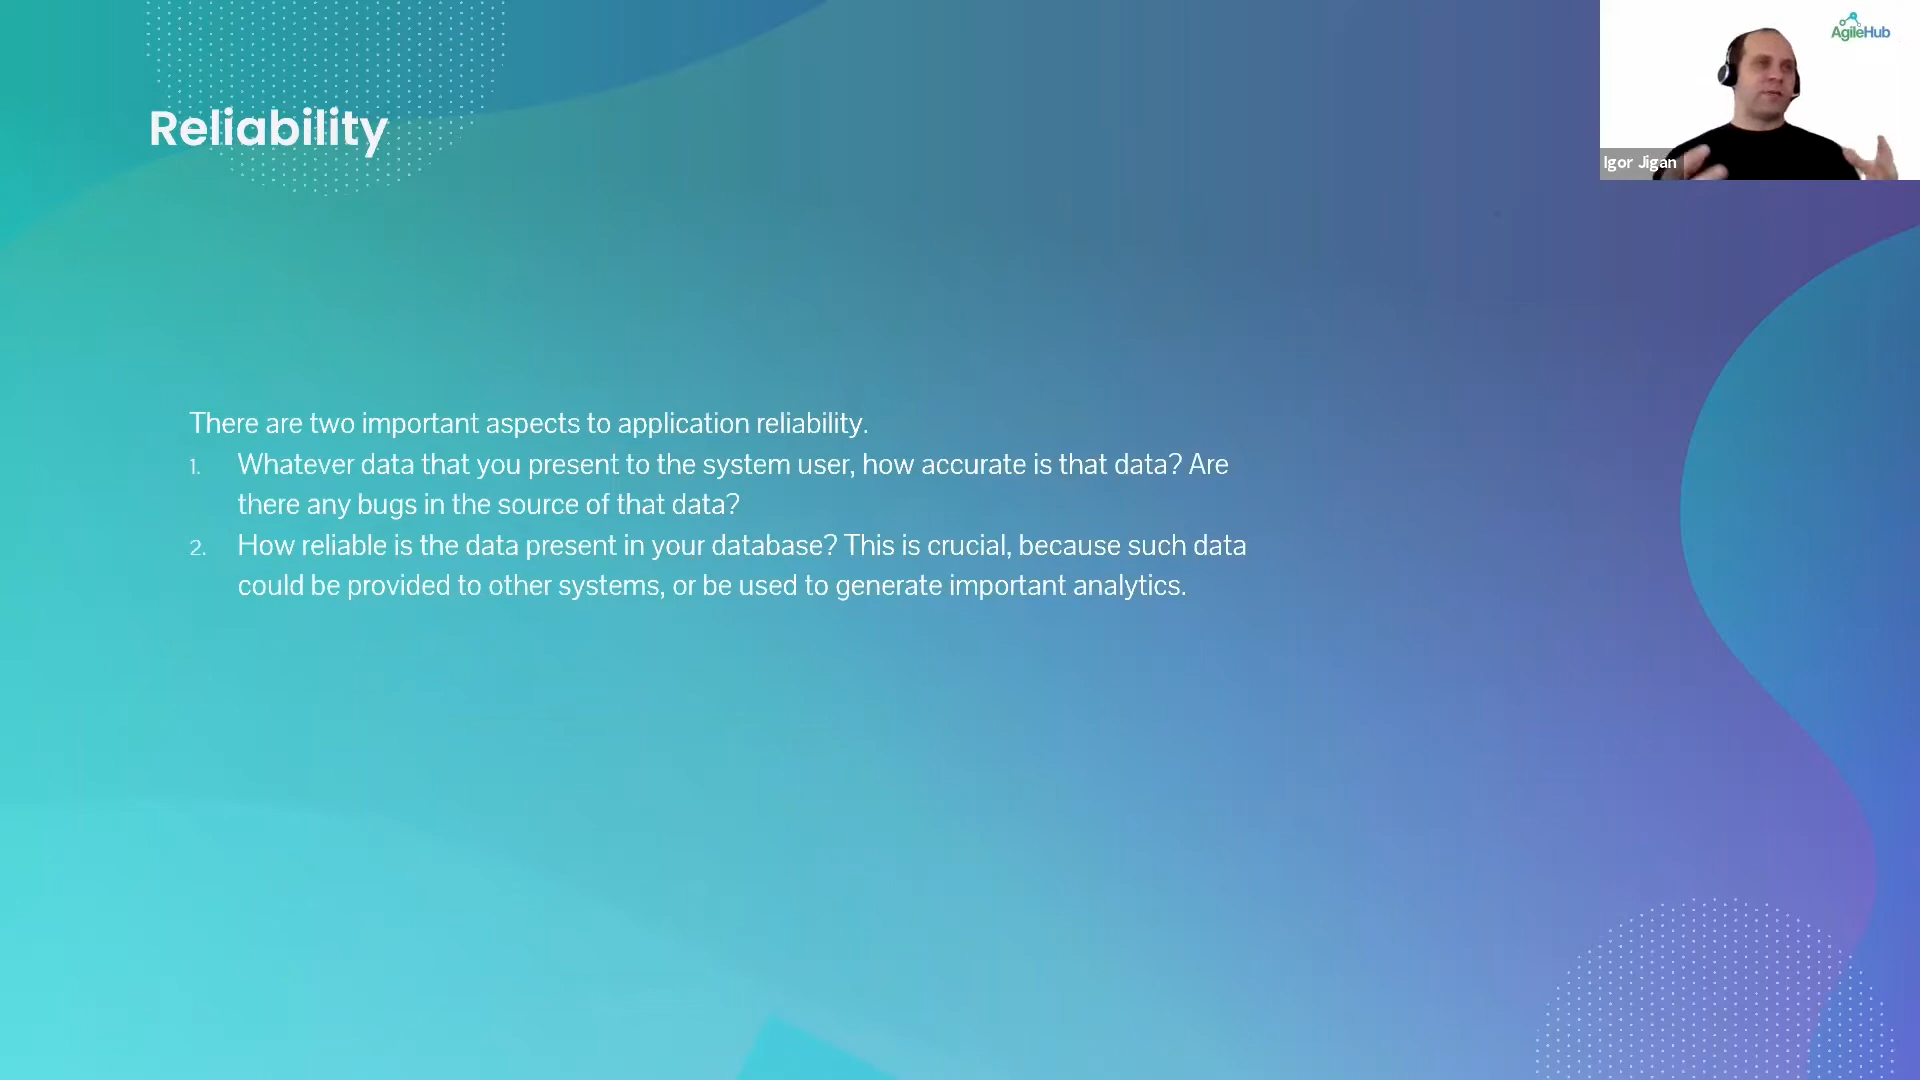 AgileHub
Reliability
Igor Jigan
There are two important aspects to application reliability.
1. Whatever data that you present to the system user, how accurate is that data? Are
there any bugs in the source of that data?
2. How reliable is the data present in your database? This is crucial, because such data
could be provided to other systems, or be used to generate important analytics.